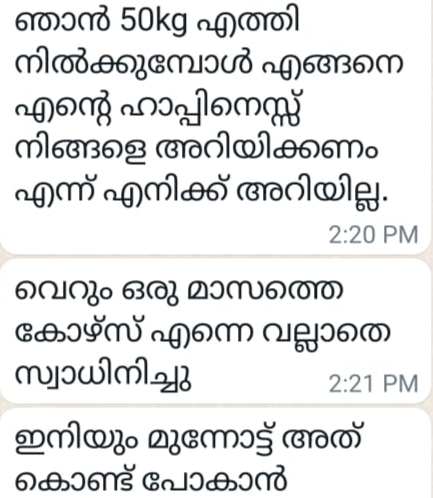 ഞാൻ 50kg എത്തി
നിൽക്കുമ്പോൾ എങ്ങനെ
എന്റെ ഹാപ്പിനെസ്സ്
നിങ്ങളെ അറിയിക്കണം
എന്ന് എനിക്ക് അറിയില്ല.
2:20 PM
വെറും ഒരു മാസത്തെ
കോഴ്സ് എന്നെ വല്ലാതെ
സ്വാധിനിച്ചു
2:21 PM
ഇനിയും മുന്നോട്ട് അത്
കൊണ്ട് പോകാൻ